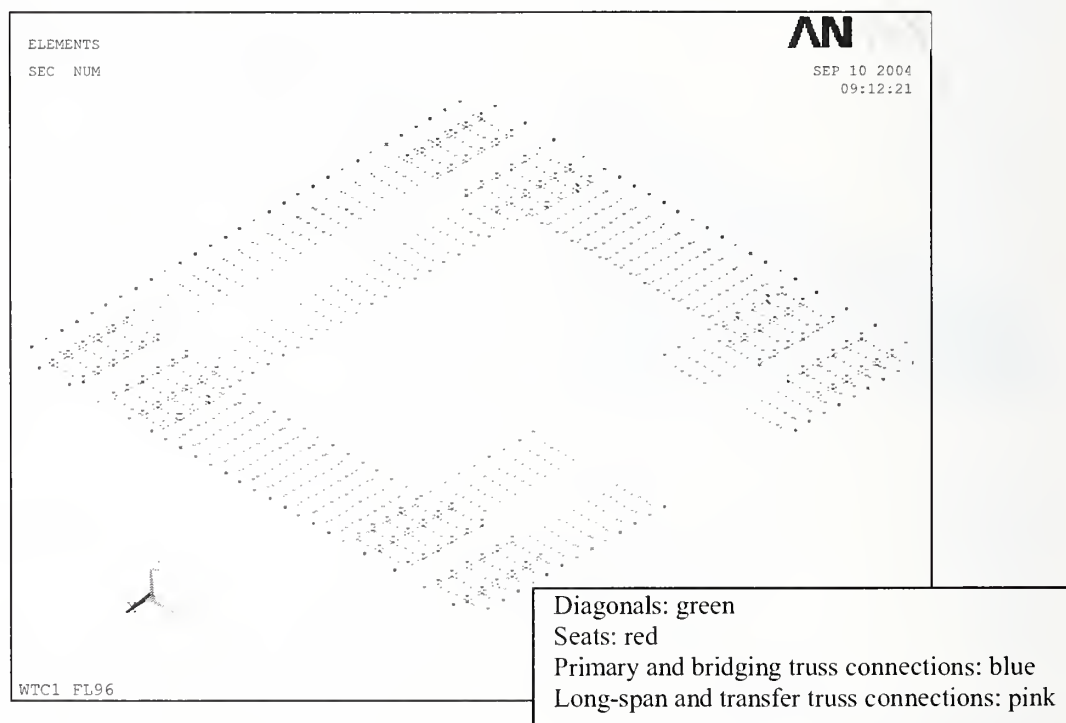 ELEMENTS
SEC NUM
AN
SEP 10 2004
09:12:21
WTC1 FL96
Diagonals: green
Seats: red
Primary and bridging truss connections: blue
Long-span and transfer truss connections: pink